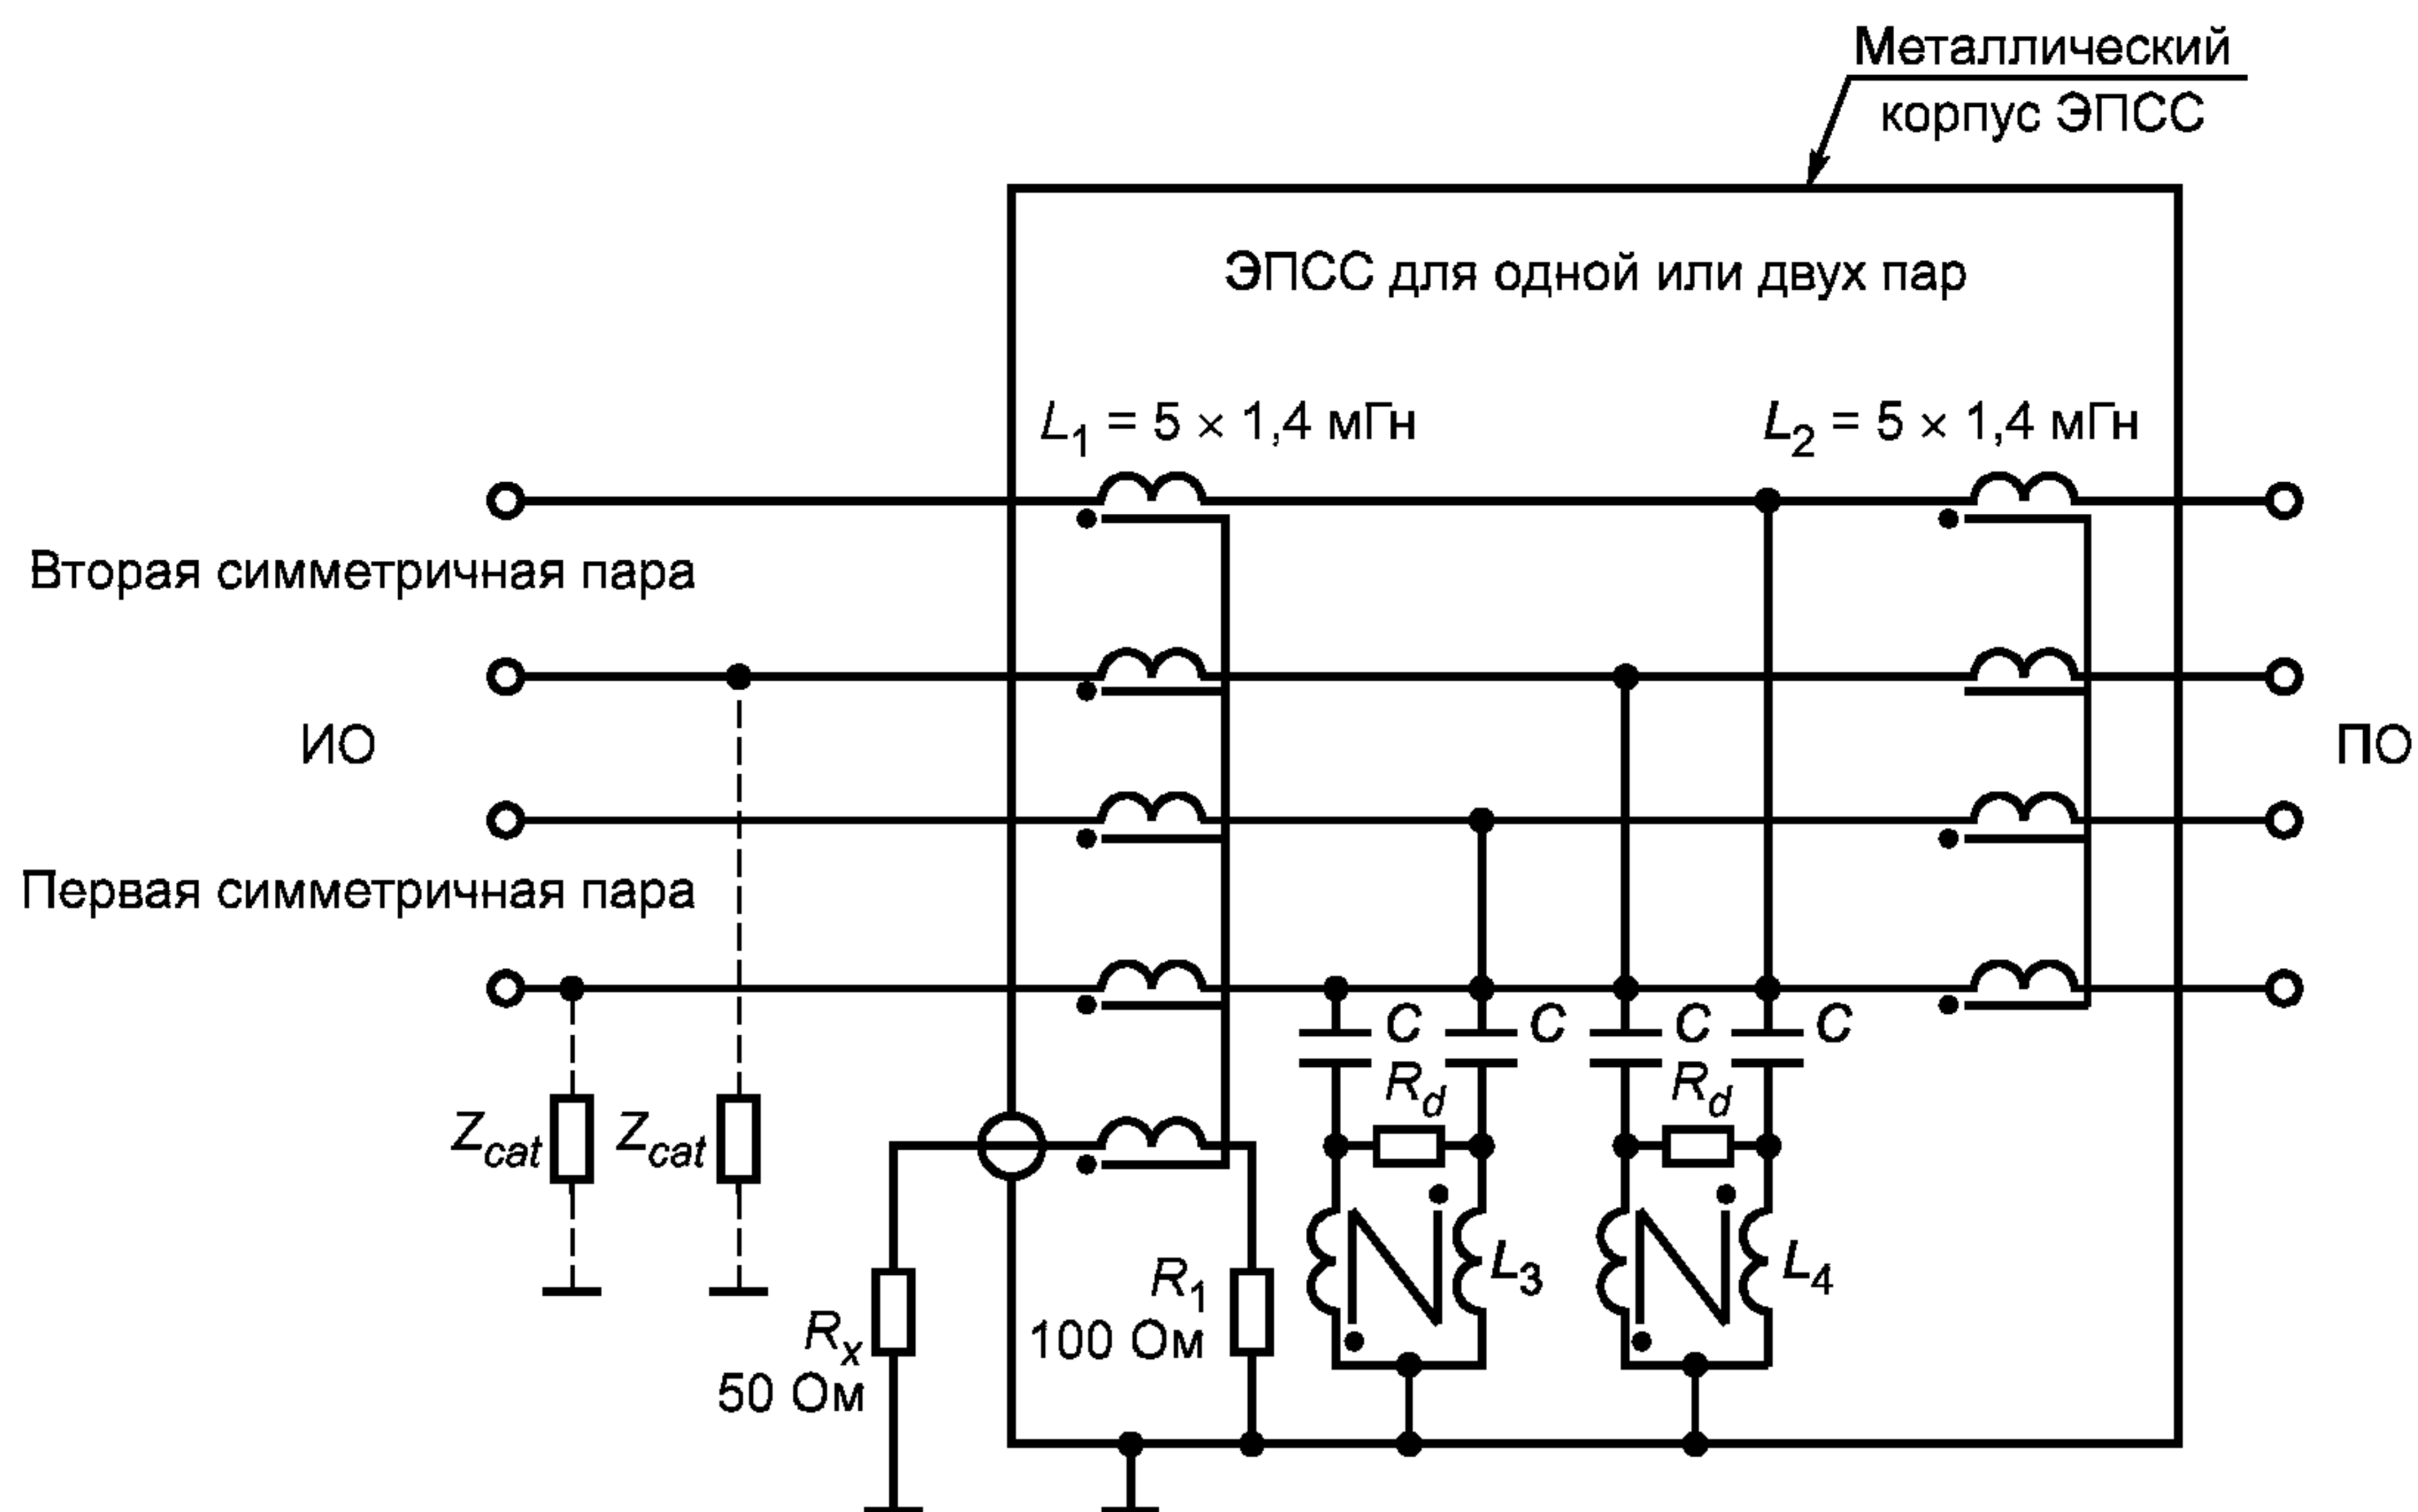 Металлический
корпус ЭПСС
ЭПСС для одной или двух пар
L1 = 5 × 1,4 мГн
L2 = 5 × 1,4 мГн
Вторая симметричная пара
ИО
ПО
Первая симметричная пара
C
C
C
C
Rd
Rd
Zcat
Zcat
L3
L4
R1
100 Ом
Rx
50 Ом